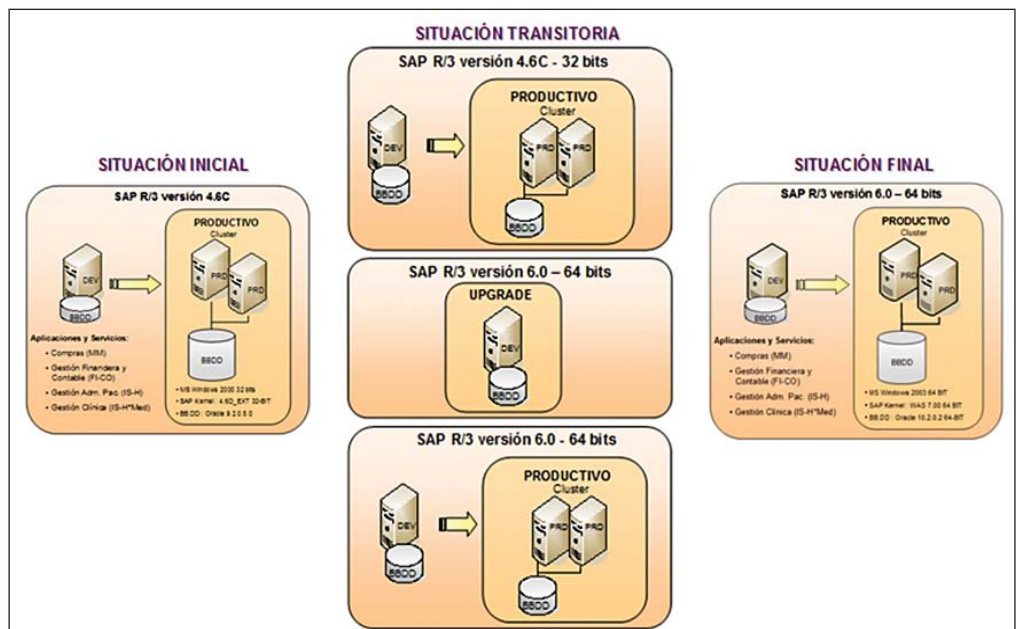 SITUACIÓN INICIAL
SAP R/3 versión 4.6C
PRODUCTIVO
Cluster
DEV
BBDD
PRD
PRD
BBDD
Aplicaciones y Servicios:
• Compras (MM)
• Gestión Financiera y
Contable (FI-CO)
• Gestión Adm. Pac. (IS-H)
• Gestión Clínica (IS-H*Med)
• MS Windows 2000 32 bits
• SAP Kernel : 4.6D_EXT 32-BIT
• BB.DD : Oracle 9.2.0.5.0
SITUACIÓN TRANSITORIA
SAP R/3 versión 4.6C - 32 bits
PRODUCTIVO
Cluster
DEV
BBDD
PRD
PRD
BBDD
SAP R/3 versión 6.0 – 64 bits
UPGRADE
DEV
BBDD
SAP R/3 versión 6.0 - 64 bits
PRODUCTIVO
Cluster
DEV
BBDD
PRD
PRD
BBDD
SITUACIÓN FINAL
SAP R/3 versión 6.0 – 64 bits
PRODUCTIVO
Cluster
DEV
BBDD
PRD
PRD
BBDD
Aplicaciones y Servicios:
• Compras (MM)
• Gestión Financiera y
Contable (FI-CO)
• Gestión Adm. Pac. (IS-H)
• Gestión Clínica (IS-H*Med)
• MS Windows 2003 64 BIT
• SAP Kernel : WAS 7.00 64 BIT
• BB.DD : Oracle 10.2.0.2 64-BIT